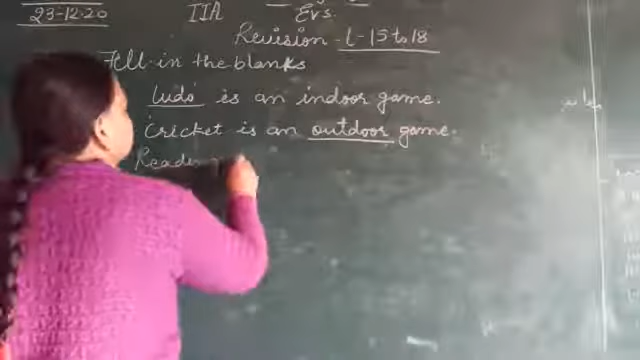 23-12-20 IIA Evs.
Revision L-15 to 18
Fill in the blanks
Ludo is an indoor game.
Cricket is an outdoor game.
Readi